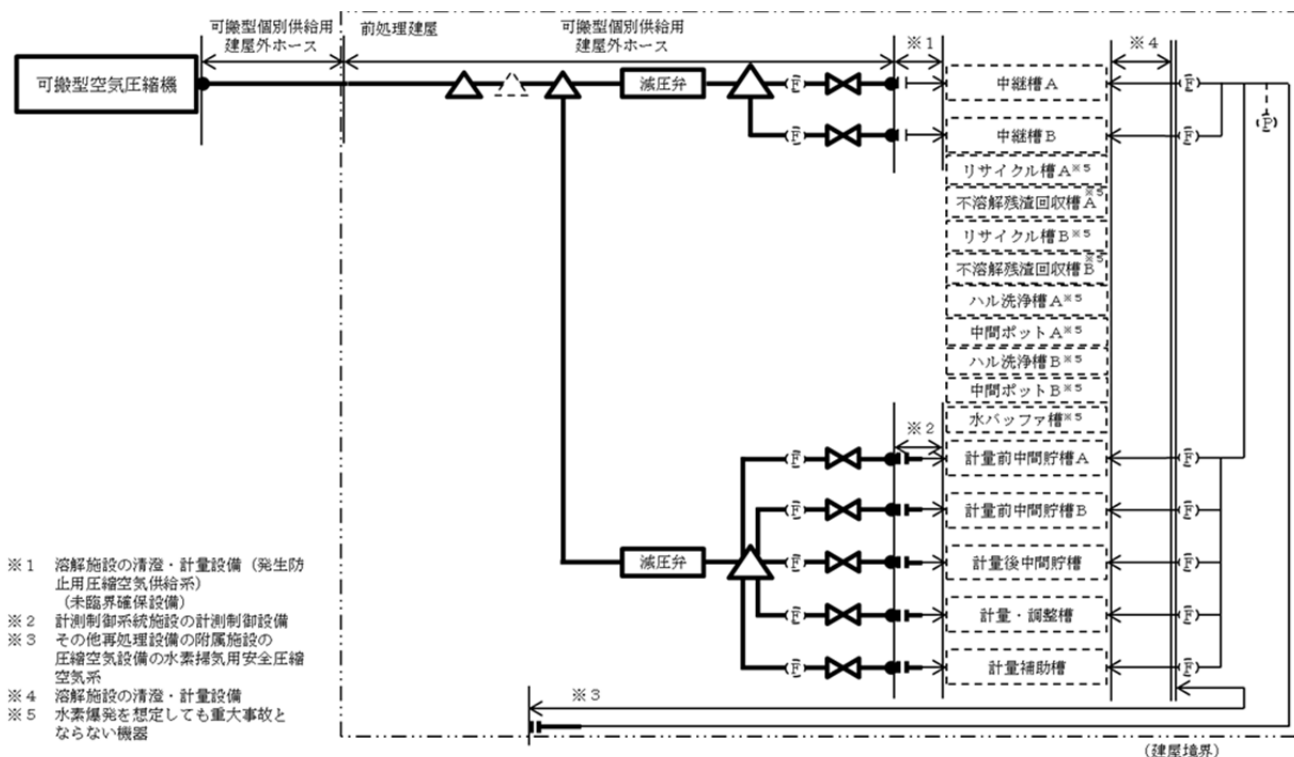 可搬型個別供給用
建屋外ホース
前処理建屋
可搬型個別供給用
建屋外ホース
※1
※4
可搬型空気圧縮機
減圧弁
F
中継槽A
F
P
F
中継槽B
F
リサイクル槽A※5
不溶解残渣回収槽A※5
リサイクル槽B※5
不溶解残渣回収槽B※5
ハル洗浄槽A※5
中間ポットA※5
ハル洗浄槽B※5
中間ポットB※5
水バッファ槽※5
※2
F
計量前中間貯槽A
F
F
計量前中間貯槽B
F
減圧弁
F
計量後中間貯槽
F
F
計量・調整槽
F
F
計量補助槽
F
※3
※1 溶解施設の清澄・計量設備(発生防
止用圧縮空気供給系)
(未臨界確保設備)
※2 計測制御系統施設の計測制御設備
※3 その他再処理設備の附属施設の
圧縮空気設備の水素掃気用安全圧縮
空気系
※4 溶解施設の清澄・計量設備
※5 水素爆発を想定しても重大事故と
ならない機器
(建屋境界)